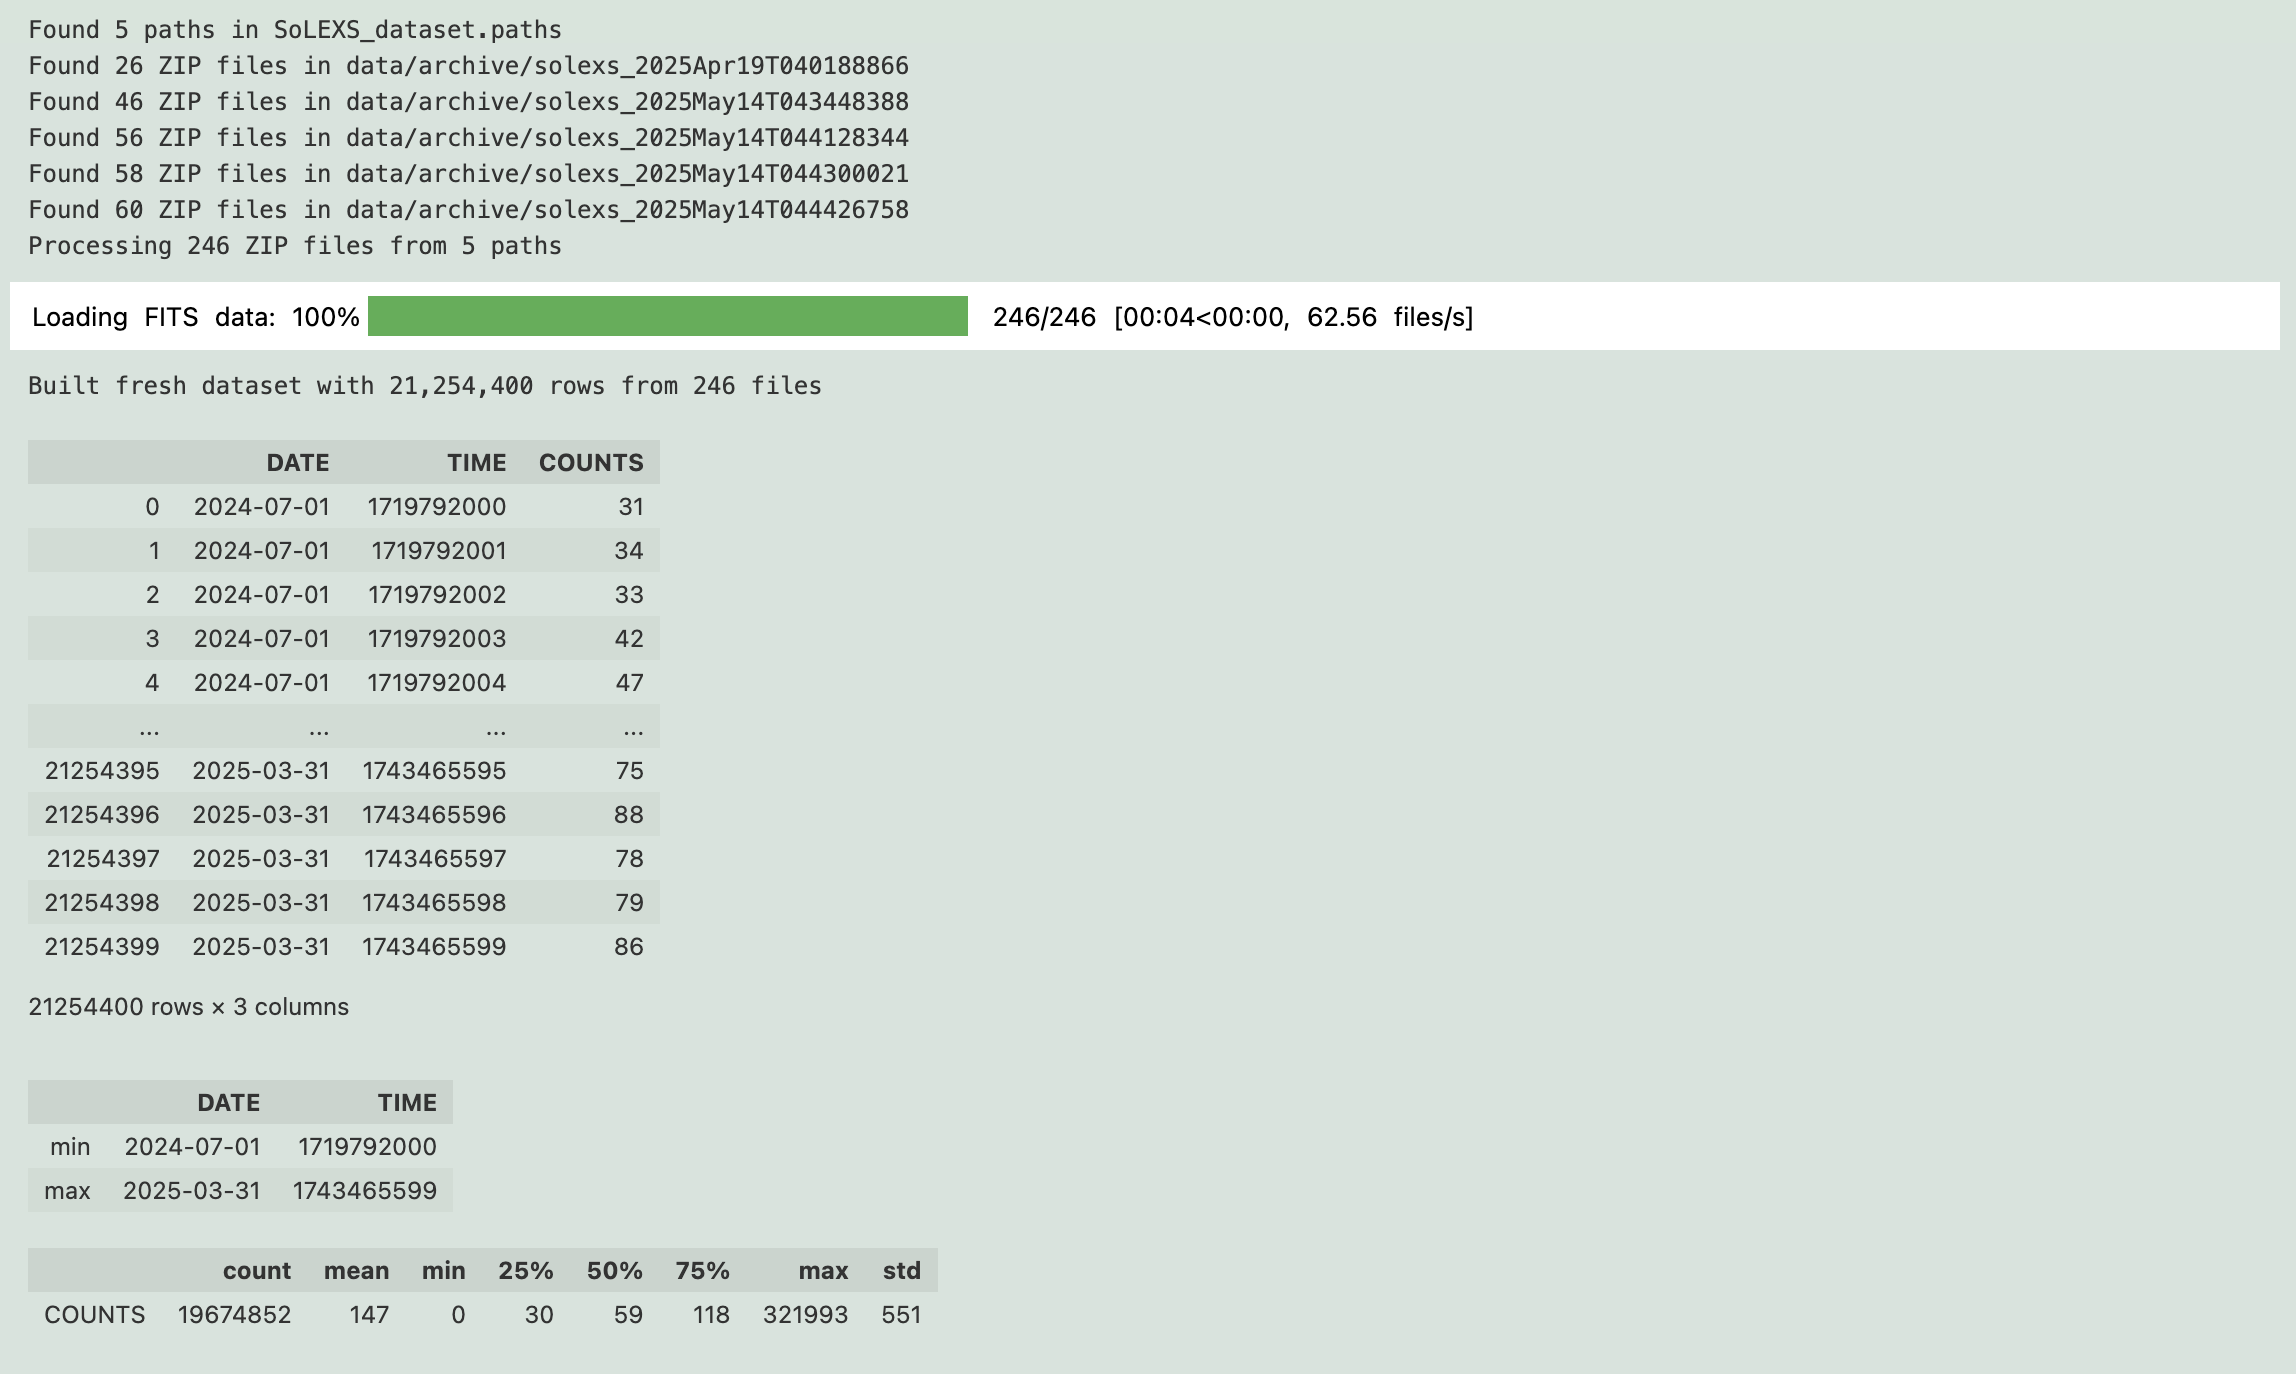 Found 5 paths in SoLEXS_dataset.paths
Found 26 ZIP files in data/archive/solexs_2025Apr19T040188866
Found 46 ZIP files in data/archive/solexs_2025May14T043448388
Found 56 ZIP files in data/archive/solexs_2025May14T044128344
Found 58 ZIP files in data/archive/solexs_2025May14T044300021
Found 60 ZIP files in data/archive/solexs_2025May14T044426758
Processing 246 ZIP files from 5 paths
Loading FITS data: 100% 246/246 [00:04<00:00, 62.56 files/s]
Built fresh dataset with 21,254,400 rows from 246 files
DATE TIME COUNTS
0 2024-07-01 1719792000 31
1 2024-07-01 1719792001 34
2 2024-07-01 1719792002 33
3 2024-07-01 1719792003 42
4 2024-07-01 1719792004 47
... ... ... ...
21254395 2025-03-31 1743465595 75
21254396 2025-03-31 1743465596 88
21254397 2025-03-31 1743465597 78
21254398 2025-03-31 1743465598 79
21254399 2025-03-31 1743465599 86
21254400 rows × 3 columns
DATE TIME
min 2024-07-01 1719792000
max 2025-03-31 1743465599
count mean min 25% 50% 75% max std
COUNTS 19674852 147 0 30 59 118 321993 551